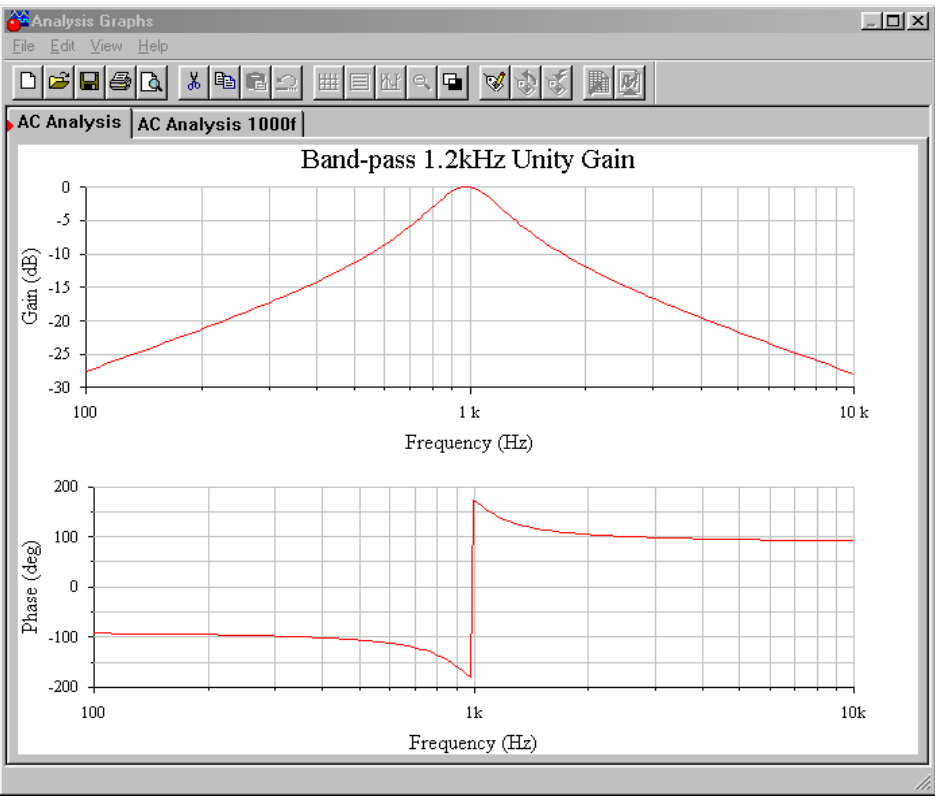 Analysis Graphs
File Edit View Help
AC Analysis AC Analysis 1000f
Band-pass 1.2kHz Unity Gain
0
-5
-10
-15
-20
-25
-30
Gain (dB)
100 1 k 10 k
Frequency (Hz)
200
100
0
-100
-200
Phase (deg)
100 1k 10k
Frequency (Hz)